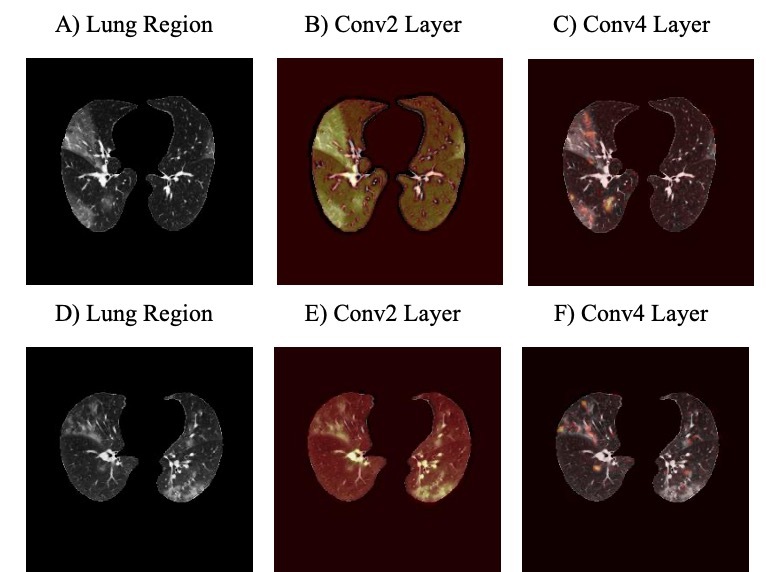 A) Lung Region
B) Conv2 Layer
C) Conv4 Layer
D) Lung Region
E) Conv2 Layer
F) Conv4 Layer